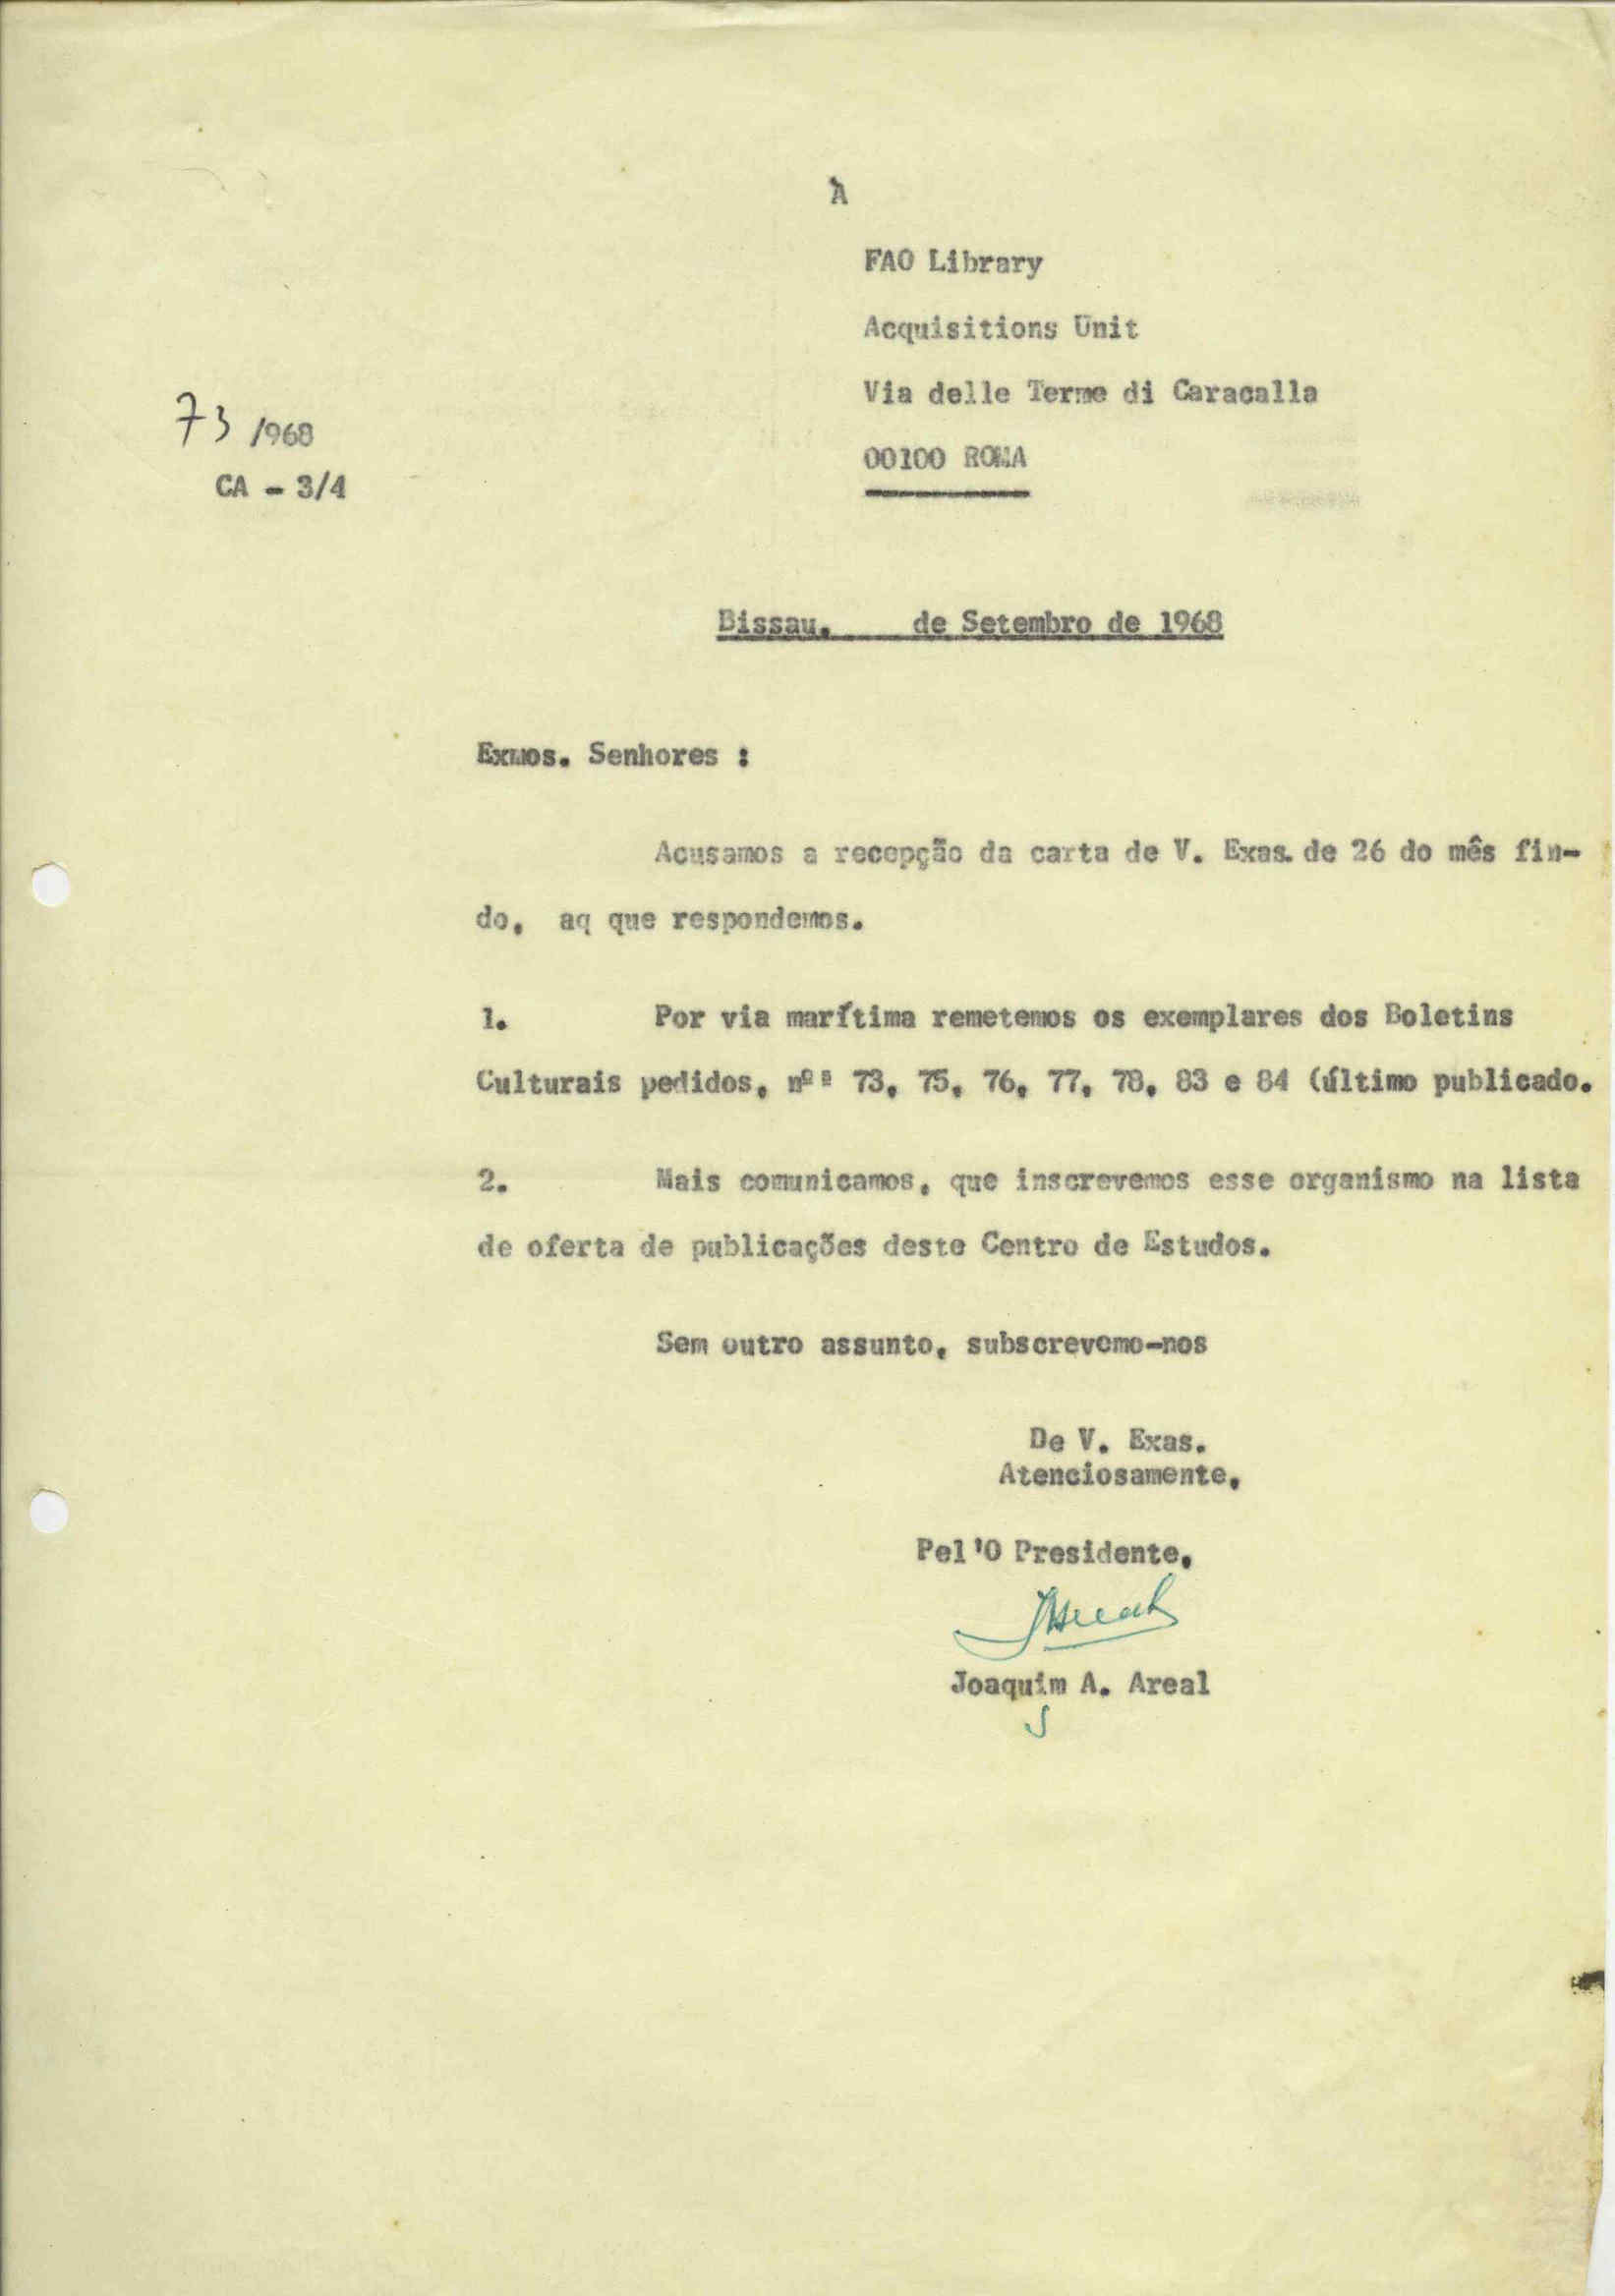 À
FAO Library
Acquisitions Unit
Via delle Terme di Caracalla
00100 ROMA
73 /968
CA - 3/4
Bissau, de Setembro de 1968
Exmos. Senhores :
Acusamos a recepção da carta de V. Exas. de 26 do mês fin-
do, aq que respondemos.
1. Por via marítima remetemos os exemplares dos Boletins
Culturais pedidos, nºs 73, 75, 76, 77, 78, 83 e 84 (último publicado.
2. Mais comunicamos, que inscrevemos esse organismo na lista
de oferta de publicações deste Centro de Estudos.
Sem outro assunto, subscrevemo-nos
De V. Exas.
Atenciosamente,
Pel'O Presidente,
Joaquim A. Areal